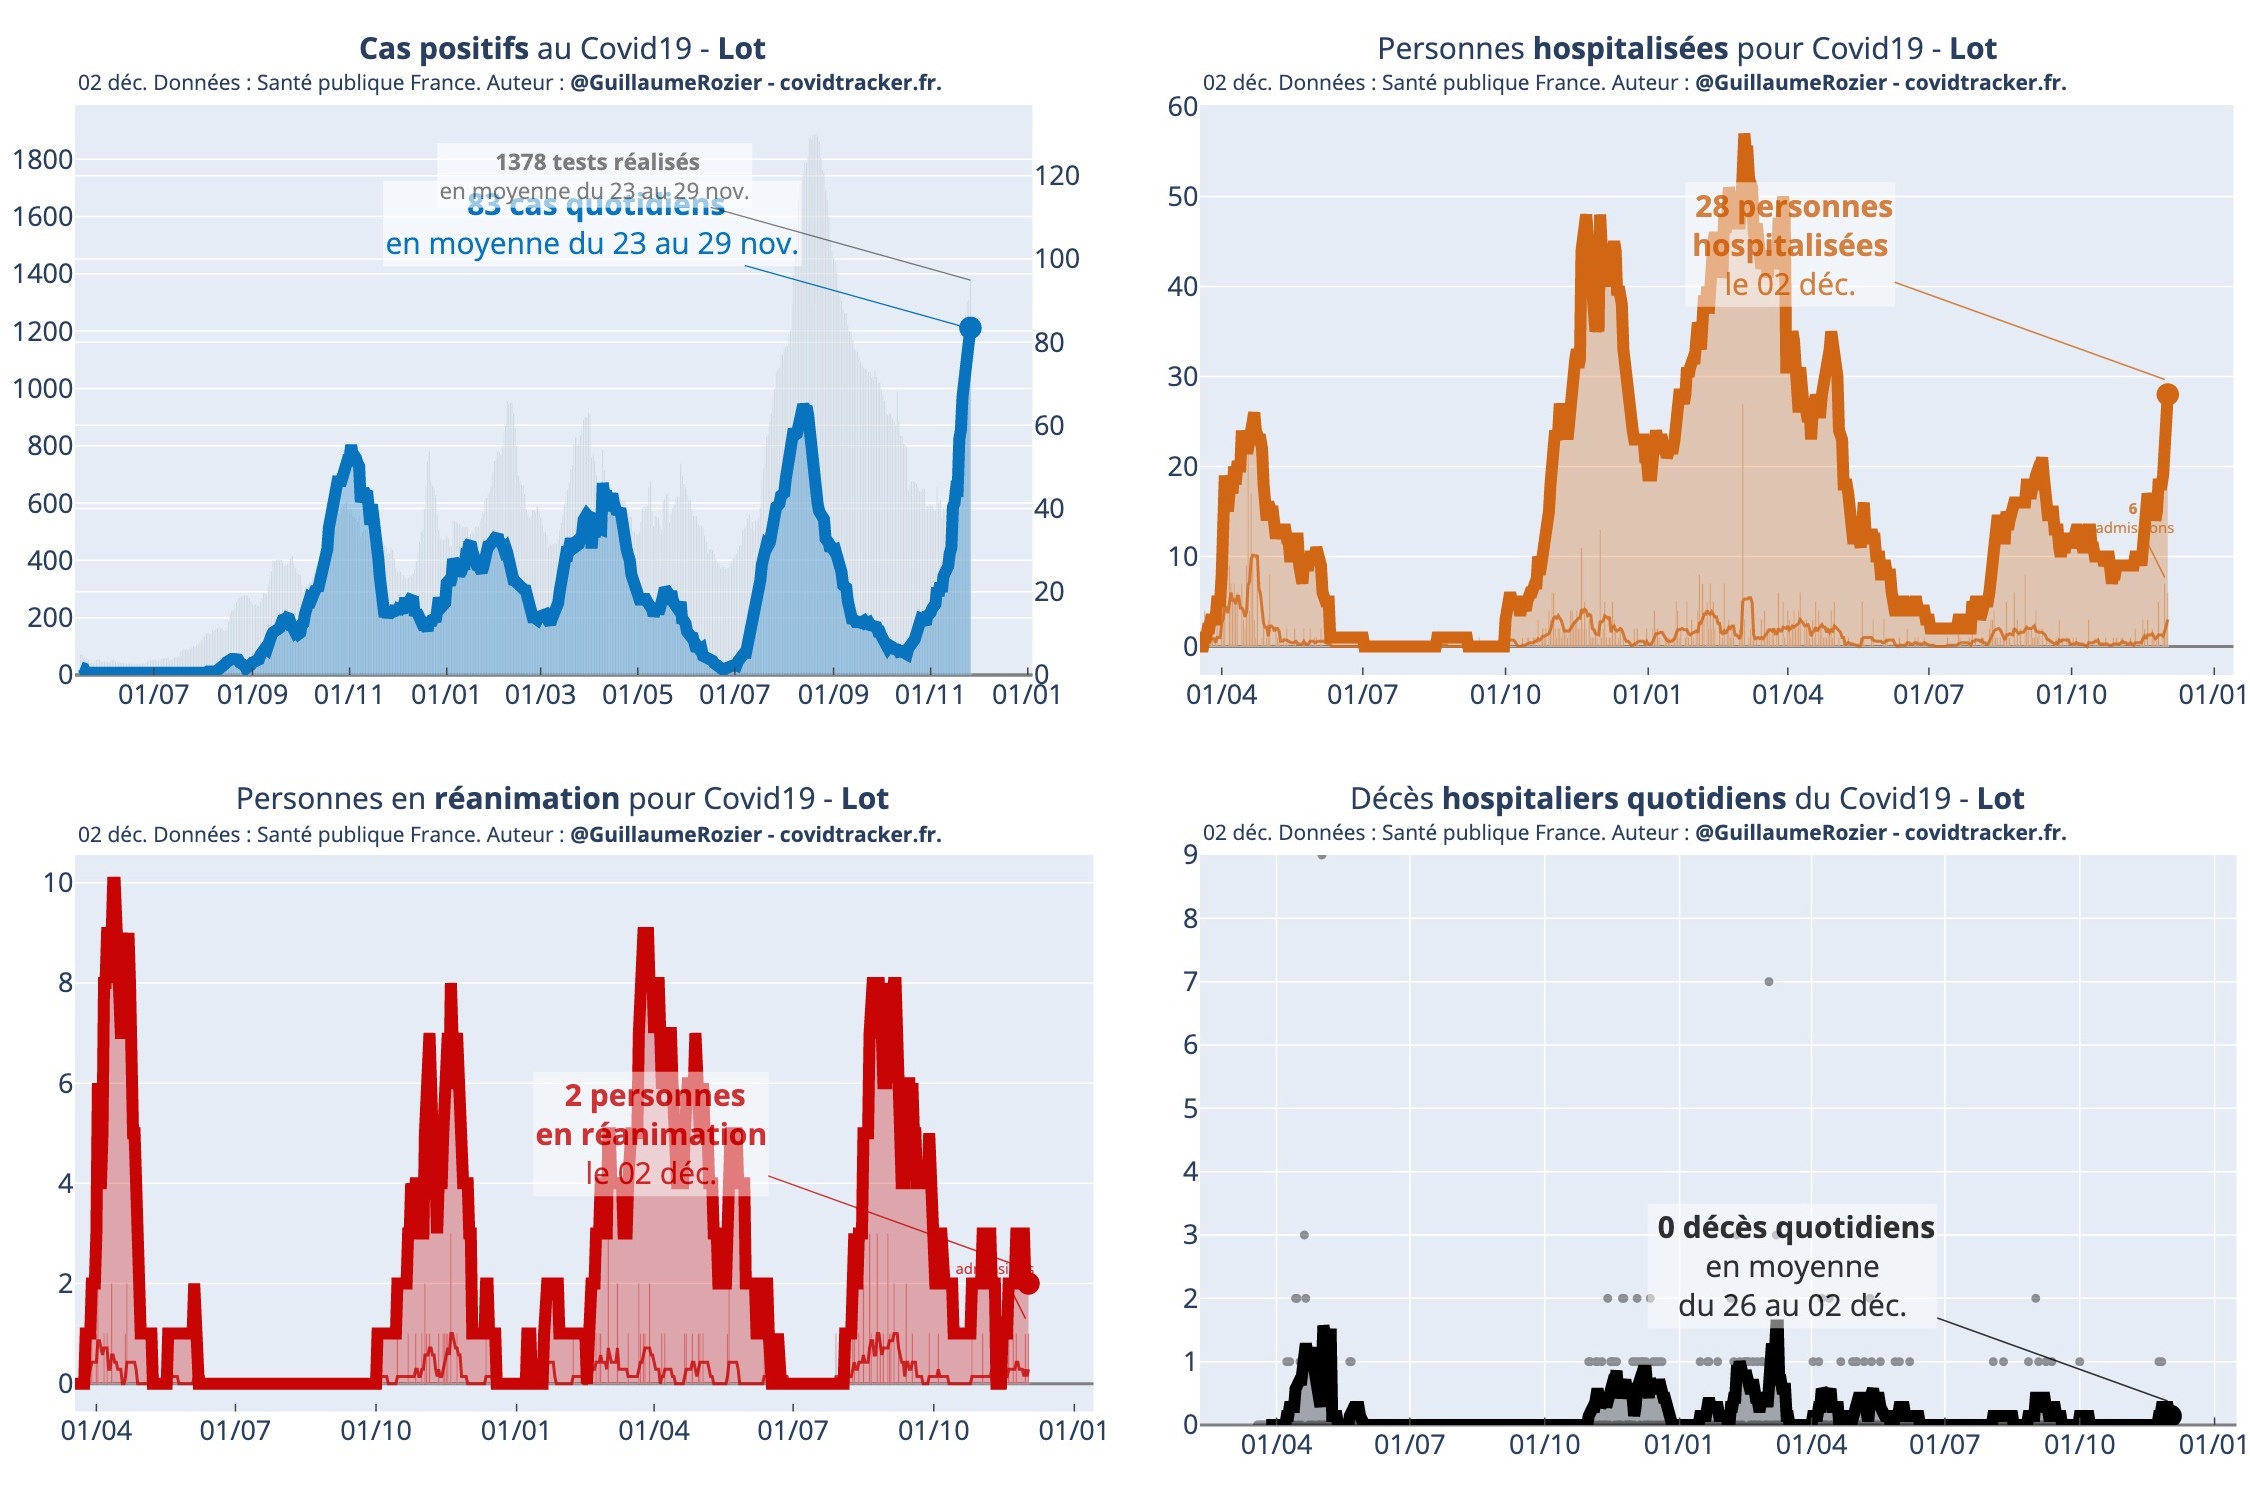 Cas positifs au Covid19 - Lot
02 déc. Données : Santé publique France. Auteur : @GuillaumeRozier - covidtracker.fr.
1378 tests réalisés
en moyenne du 23 au 29 nov.
83 cas quotidiens
en moyenne du 23 au 29 nov.
1800
1600
1400
1200
1000
800
600
400
200
0
120
100
80
60
40
20
0
01/07 01/09 01/11 01/01 01/03 01/05 01/07 01/09 01/11 01/01
Personnes hospitalisées pour Covid19 - Lot
02 déc. Données : Santé publique France. Auteur : @GuillaumeRozier - covidtracker.fr.
60
50
40
30
20
10
0
28 personnes
hospitalisées
le 02 déc.
6
admissions
01/04 01/07 01/10 01/01 01/04 01/07 01/10 01/01
Personnes en réanimation pour Covid19 - Lot
02 déc. Données : Santé publique France. Auteur : @GuillaumeRozier - covidtracker.fr.
10
8
6
4
2
0
2 personnes
en réanimation
le 02 déc.
admissions
01/04 01/07 01/10 01/01 01/04 01/07 01/10 01/01
Décès hospitaliers quotidiens du Covid19 - Lot
02 déc. Données : Santé publique France. Auteur : @GuillaumeRozier - covidtracker.fr.
9
8
7
6
5
4
3
2
1
0
0 décès quotidiens
en moyenne
du 26 au 02 déc.
01/04 01/07 01/10 01/01 01/04 01/07 01/10 01/01